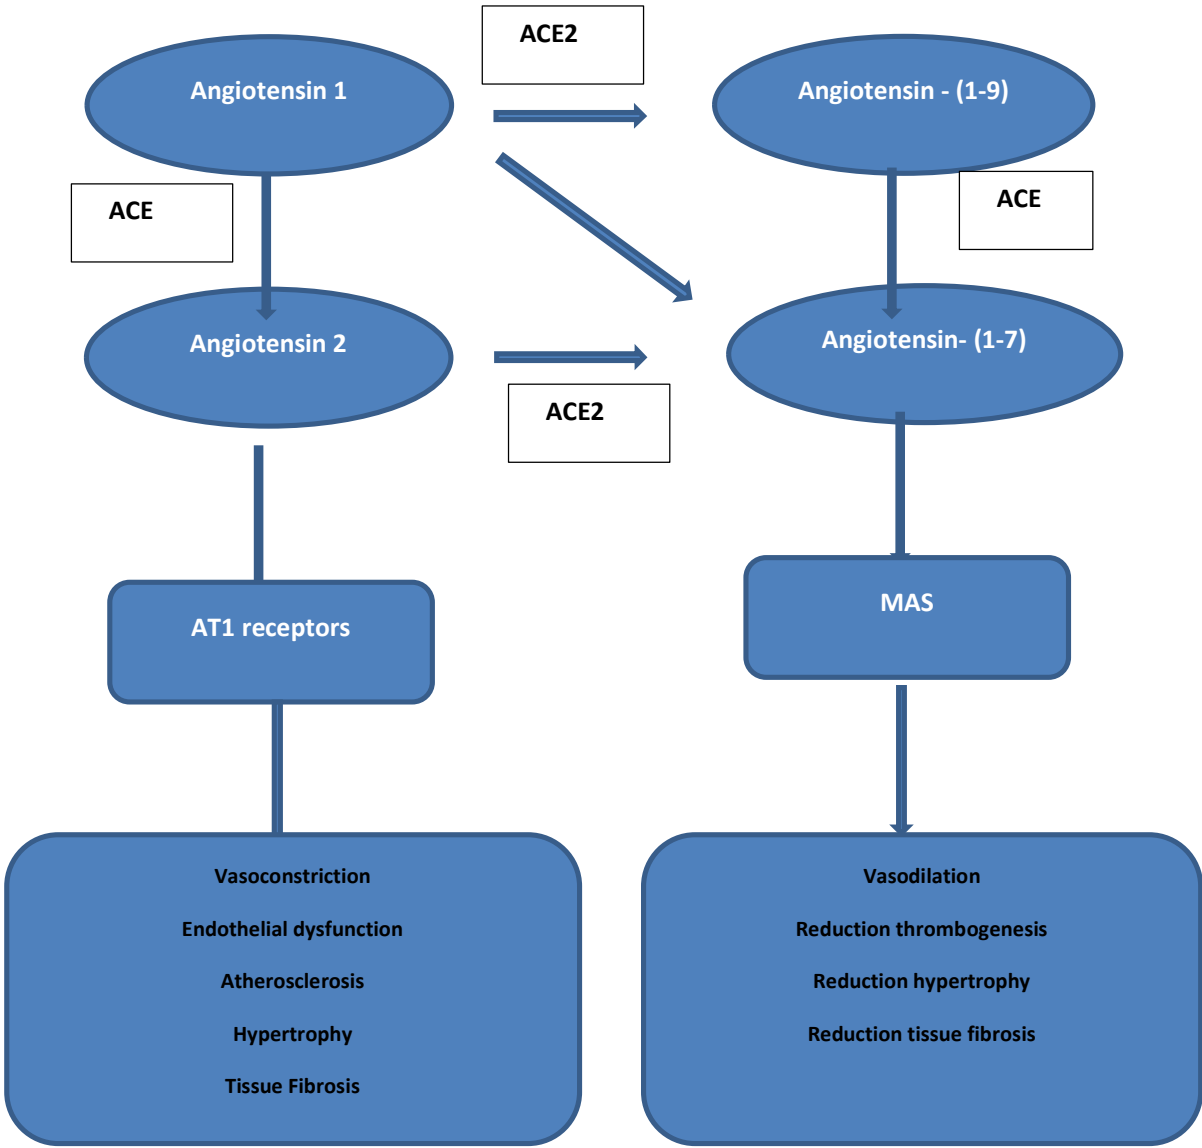 ACE2
Angiotensin 1
Angiotensin - (1-9)
ACE
ACE
Angiotensin 2
Angiotensin- (1-7)
ACE2
AT1 receptors
MAS
Vasoconstriction
Endothelial dysfunction
Atherosclerosis
Hypertrophy
Tissue Fibrosis
Vasodilation
Reduction thrombogenesis
Reduction hypertrophy
Reduction tissue fibrosis